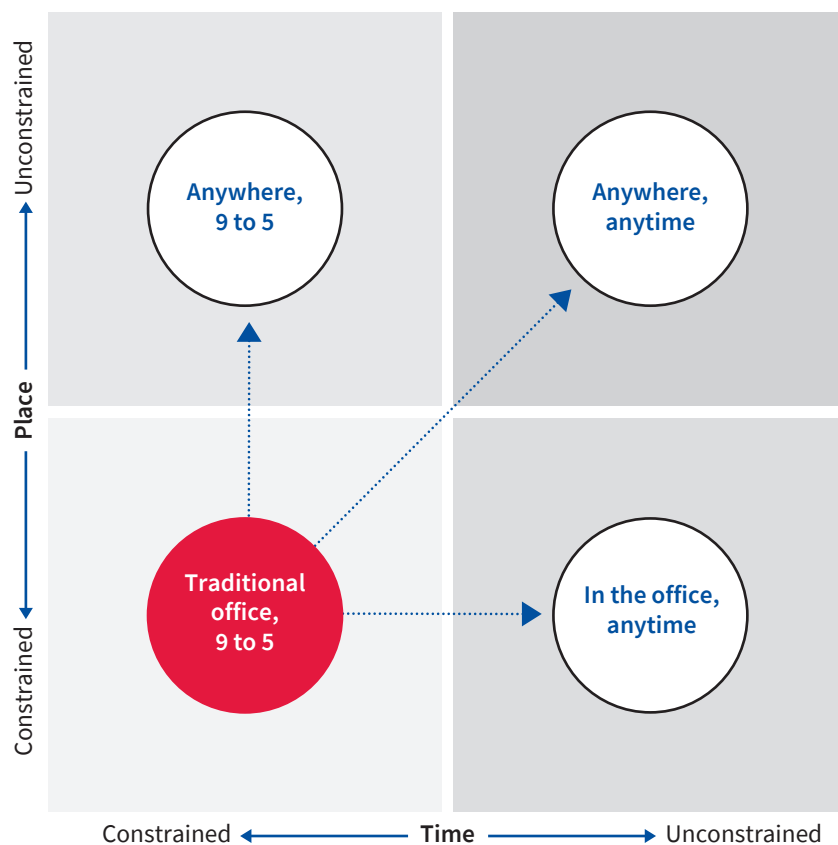 Unconstrained
Place
Constrained
Anywhere,
9 to 5
Anywhere,
anytime
Traditional
office,
9 to 5
In the office,
anytime
Constrained
Time
Unconstrained